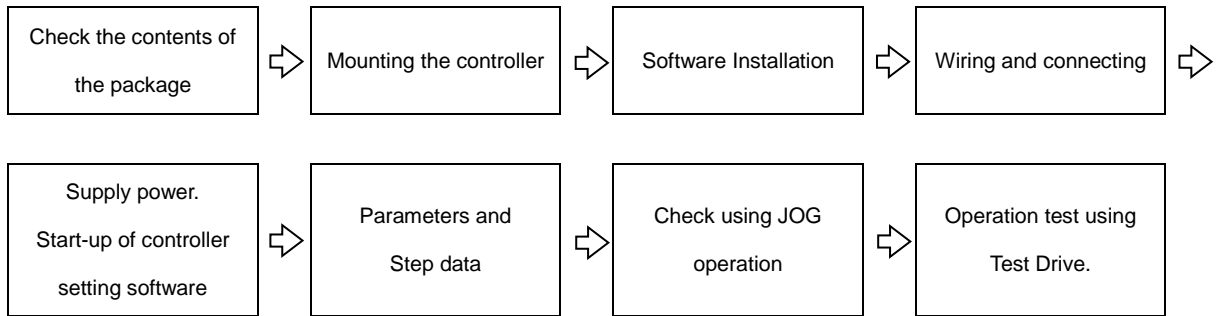 Check the contents of
the package
Mounting the controller
Software Installation
Wiring and connecting
Supply power.
Start-up of controller
setting software
Parameters and
Step data
Check using JOG
operation
Operation test using
Test Drive.